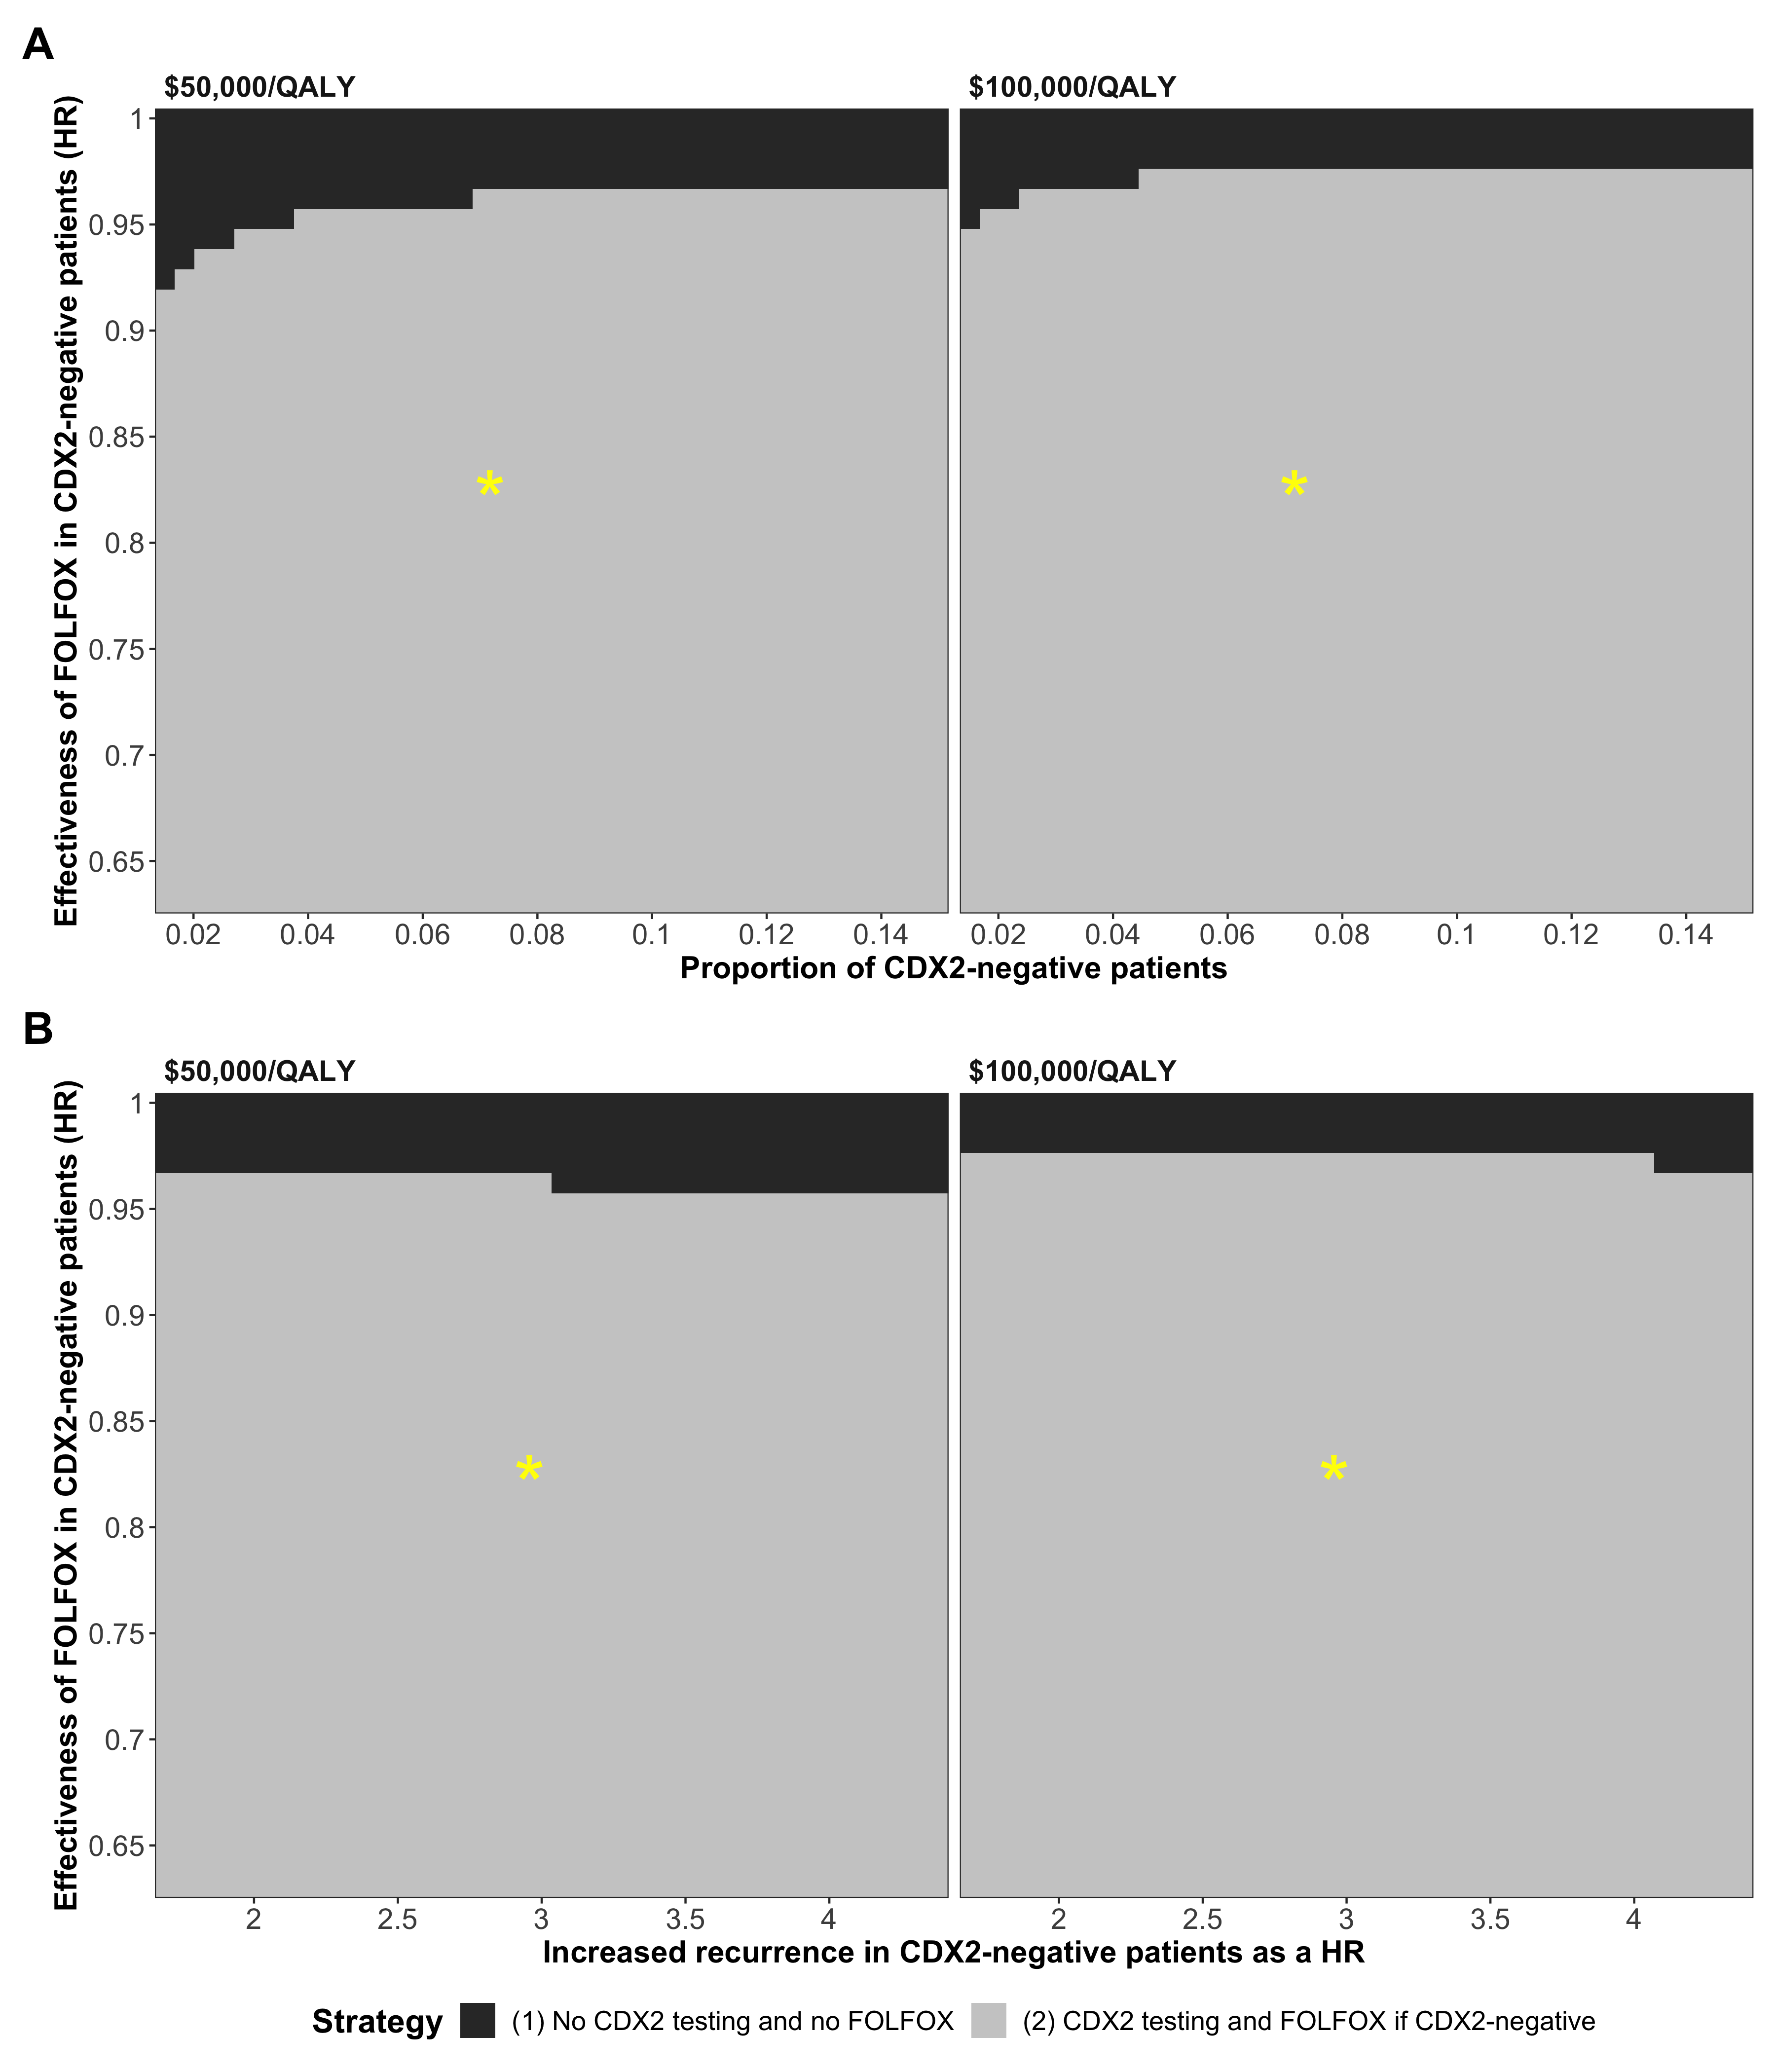 A
$50,000/QALY
$100,000/QALY
Effectiveness of FOLFOX in CDX2-negative patients (HR)
1
0.95
0.9
0.85
0.8
0.75
0.7
0.65
*
*
0.02 0.04 0.06 0.08 0.1 0.12 0.14
0.02 0.04 0.06 0.08 0.1 0.12 0.14
Proportion of CDX2-negative patients
B
$50,000/QALY
$100,000/QALY
Effectiveness of FOLFOX in CDX2-negative patients (HR)
1
0.95
0.9
0.85
0.8
0.75
0.7
0.65
*
*
2 2.5 3 3.5 4
2 2.5 3 3.5 4
Increased recurrence in CDX2-negative patients as a HR
Strategy (1) No CDX2 testing and no FOLFOX (2) CDX2 testing and FOLFOX if CDX2-negative